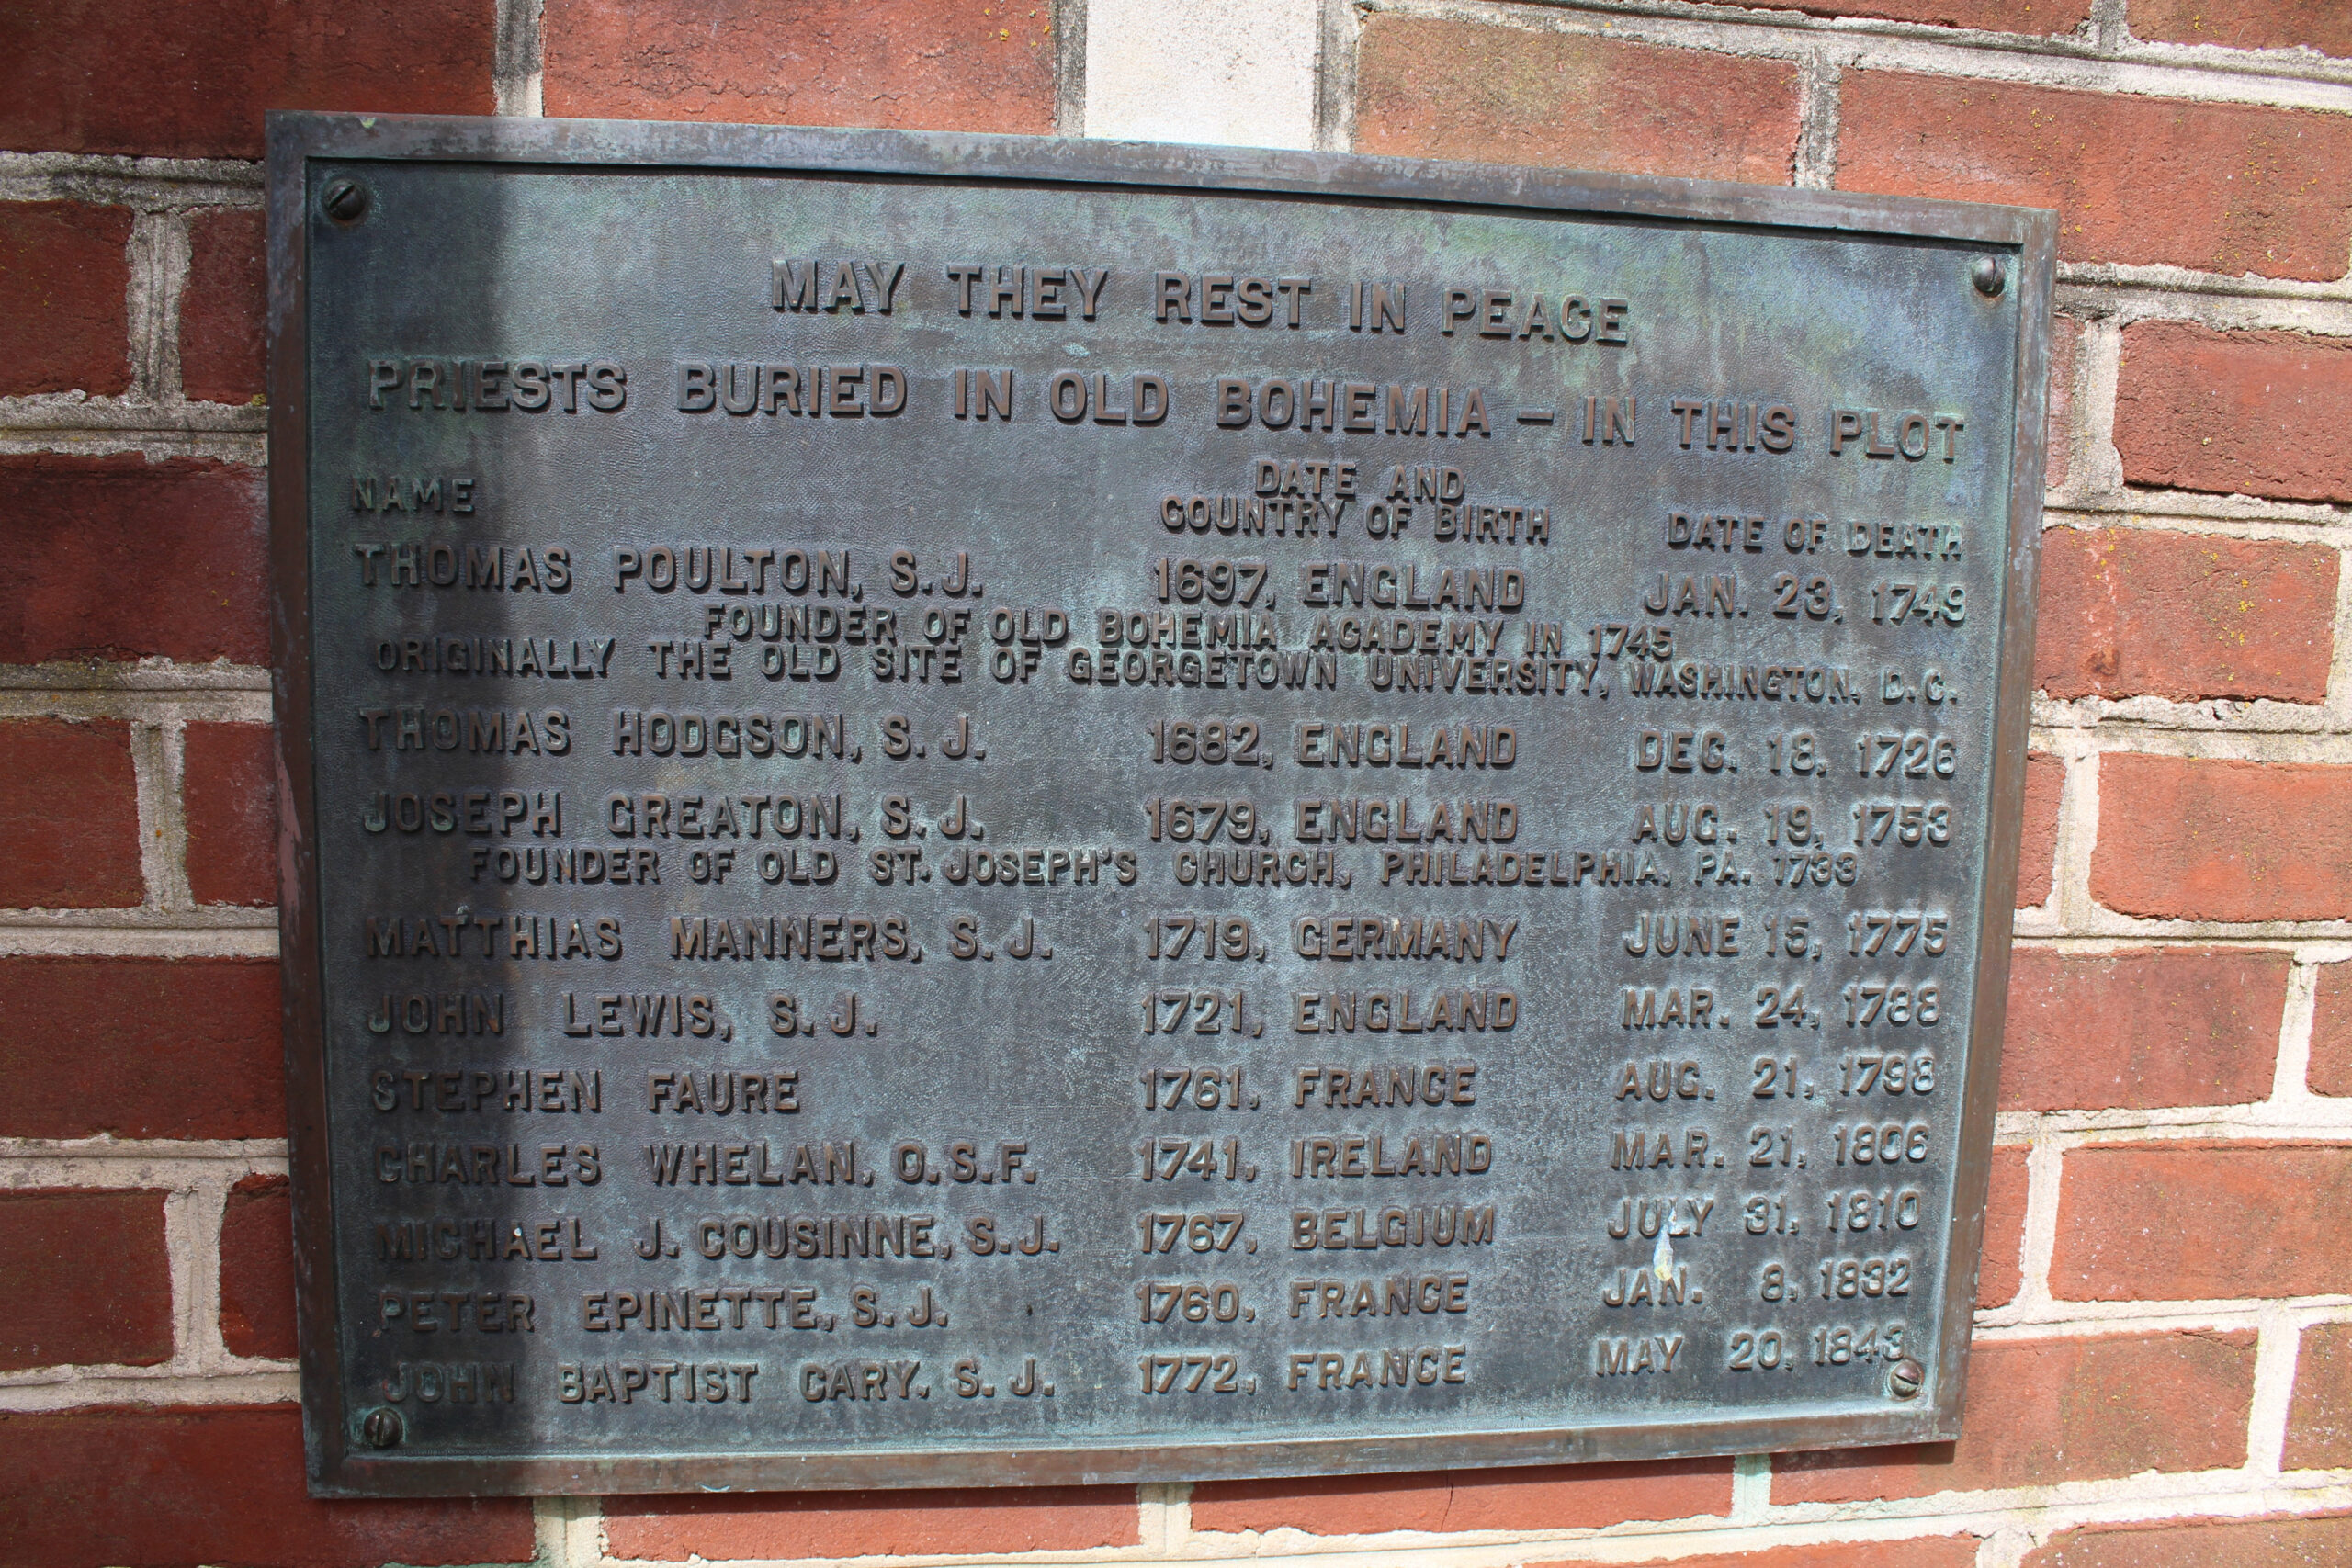 MAY THEY REST IN PEACE
PRIESTS BURIED IN OLD BOHEMIA – IN THIS PLOT
NAME DATE AND COUNTRY OF BIRTH DATE OF DEATH
THOMAS POULTON, S.J. 1697, ENGLAND JAN. 23, 1749
FOUNDER OF OLD BOHEMIA ACADEMY IN 1745
ORIGINALLY THE OLD SITE OF GEORGETOWN UNIVERSITY, WASHINGTON, D.C.
THOMAS HODGSON, S.J. 1682, ENGLAND DEC. 18, 1726
JOSEPH GREATON, S.J. 1679, ENGLAND AUG. 19, 1753
FOUNDER OF OLD ST. JOSEPH'S CHURCH, PHILADELPHIA, PA. 1733
MATTHIAS MANNERS, S.J. 1719, GERMANY JUNE 15, 1775
JOHN LEWIS, S.J. 1721, ENGLAND MAR. 24, 1788
STEPHEN FAURE 1761, FRANCE AUG. 21, 1798
CHARLES WHELAN, O.S.F. 1741, IRELAND MAR. 21, 1806
MICHAEL J. COUSINNE, S.J. 1767, BELGIUM JULY 31, 1810
PETER EPINETTE, S.J. 1760, FRANCE JAN. 8, 1832
JOHN BAPTIST CARY, S.J. 1772, FRANCE MAY 20, 1843